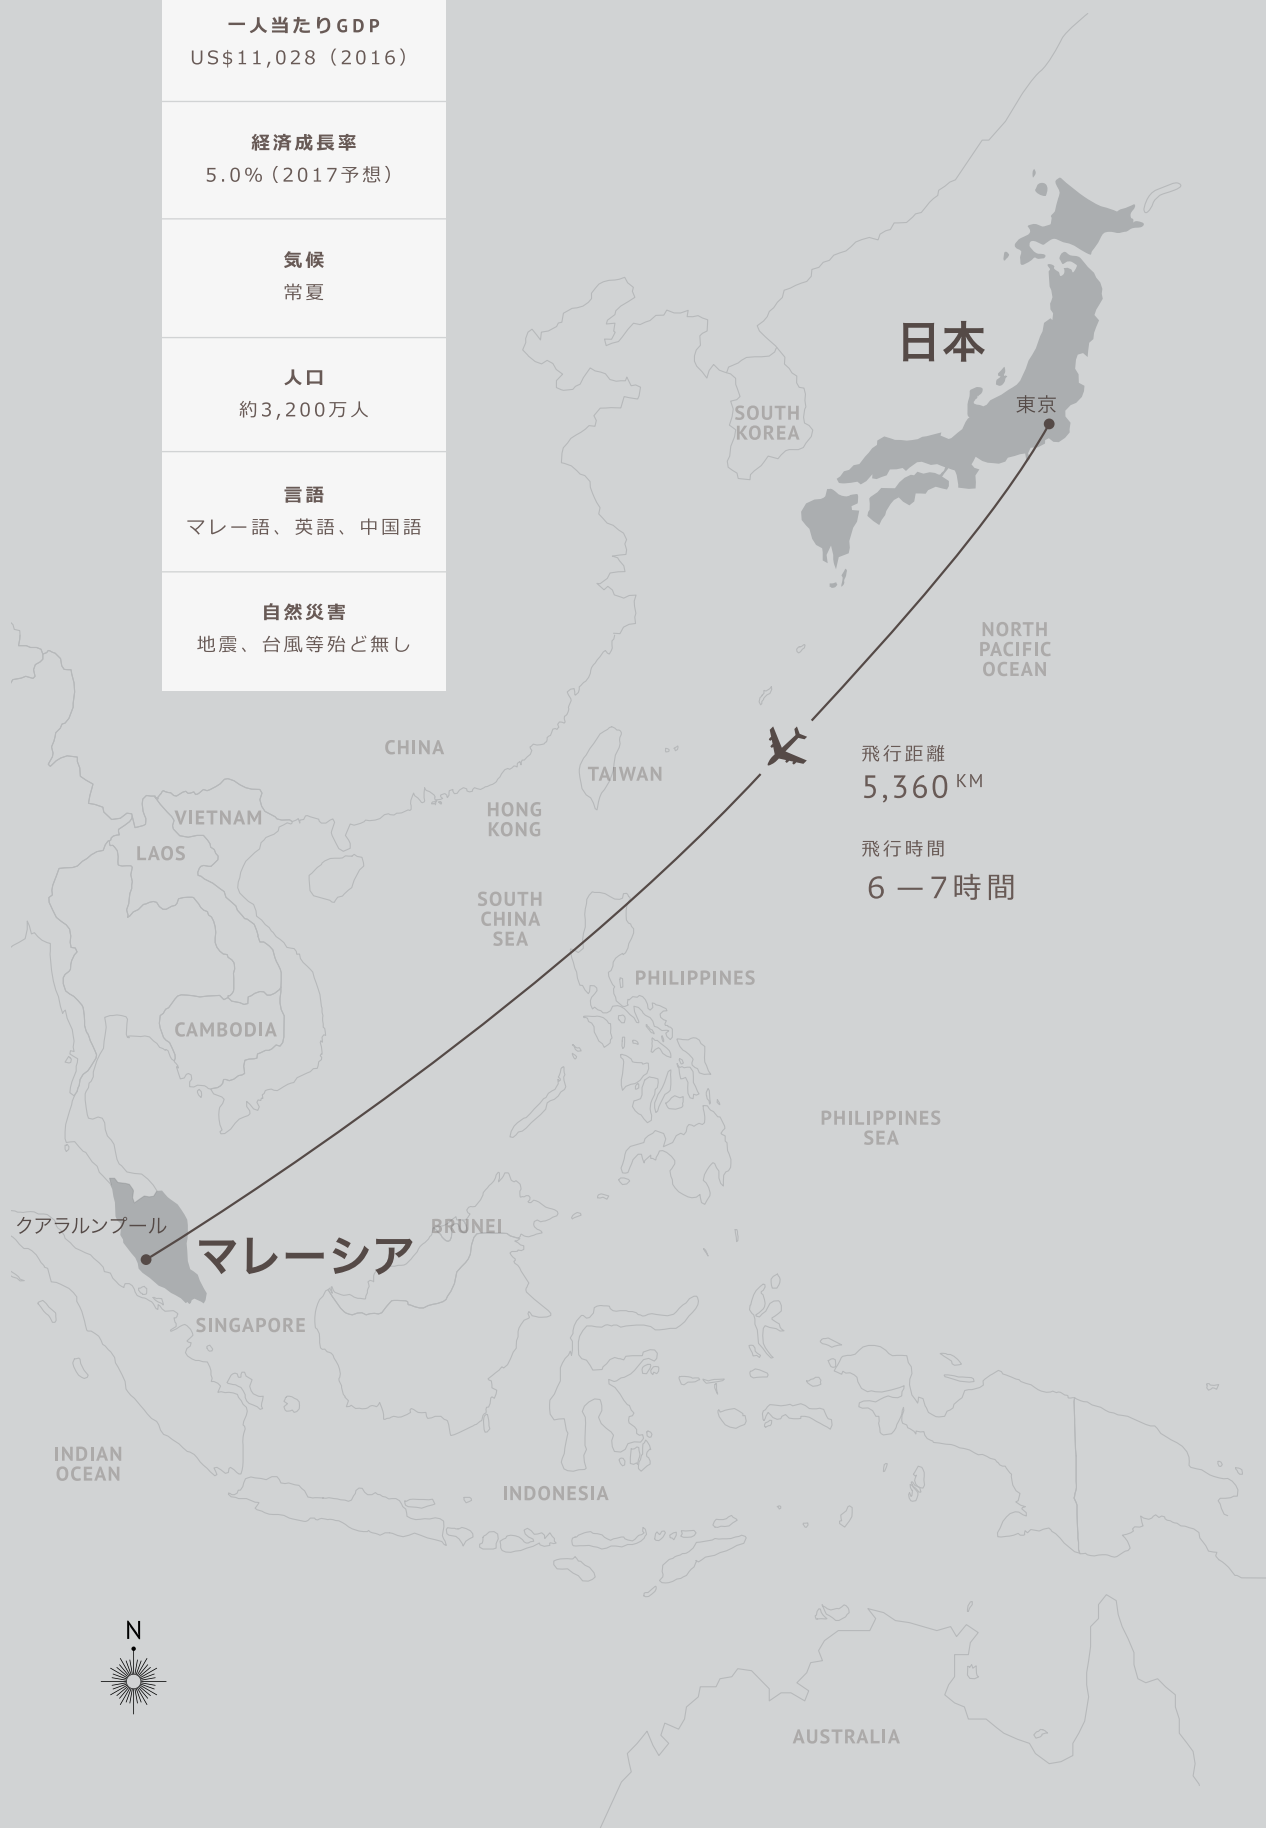 一人当たりGDP
US$11,028（2016）
経済成長率
5.0%（2017予想）
気候
常夏
人口
約3,200万人
言語
マレー語、英語、中国語
自然災害
地震、台風等殆ど無し
日本
東京
SOUTH
KOREA
NORTH
PACIFIC
OCEAN
CHINA
TAIWAN
飛行距離
5,360 KM
HONG
KONG
VIETNAM
LAOS
飛行時間
6 —7時間
SOUTH
CHINA
SEA
PHILIPPINES
CAMBODIA
PHILIPPINES
SEA
クアラルンプール
BRUNEI
マレーシア
SINGAPORE
INDIAN
OCEAN
INDONESIA
N
AUSTRALIA